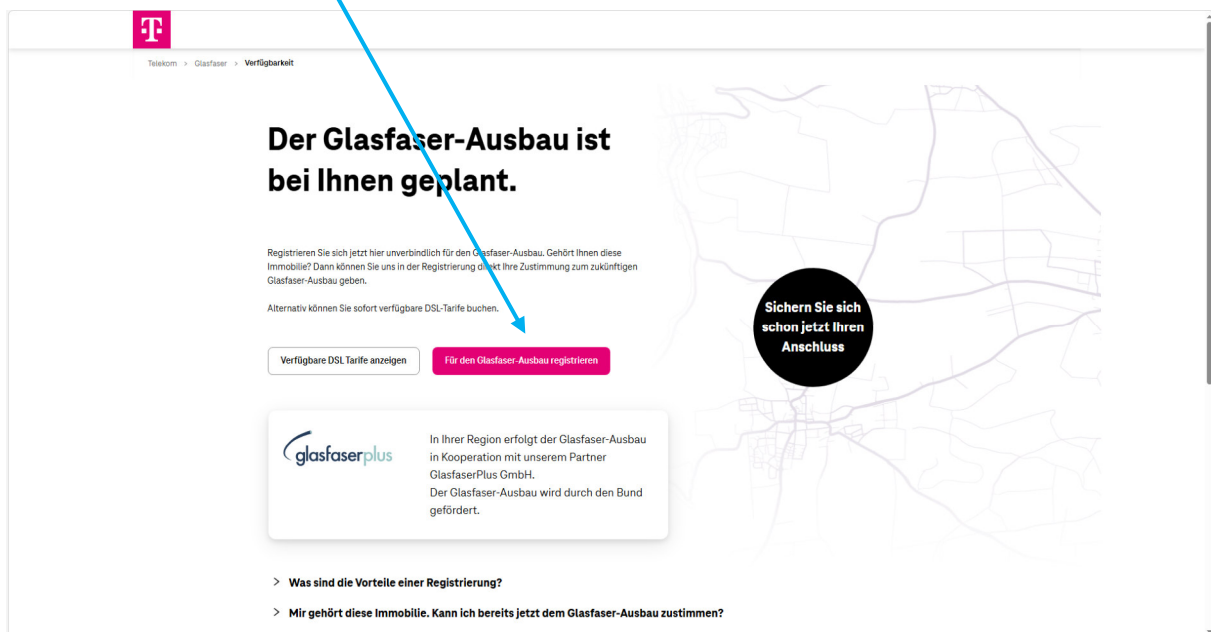 T
Telekom > Glasfaser > Verfügbarkeit
Der Glasfaser-Ausbau ist
bei Ihnen geplant.
Registrieren Sie sich jetzt hier unverbindlich für den Glasfaser-Ausbau. Gehört Ihnen diese
Immobilie? Dann können Sie uns in der Registrierung direkt Ihre Zustimmung zum zukünftigen
Glasfaser-Ausbau geben.
Alternativ können Sie sofort verfügbare DSL-Tarife buchen.
Verfügbare DSL Tarife anzeigen
Für den Glasfaser-Ausbau registrieren
Sichern Sie sich
schon jetzt Ihren
Anschluss
glasfaserplus
In Ihrer Region erfolgt der Glasfaser-Ausbau
in Kooperation mit unserem Partner
GlasfaserPlus GmbH.
Der Glasfaser-Ausbau wird durch den Bund
gefördert.
> Was sind die Vorteile einer Registrierung?
> Mir gehört diese Immobilie. Kann ich bereits jetzt dem Glasfaser-Ausbau zustimmen?